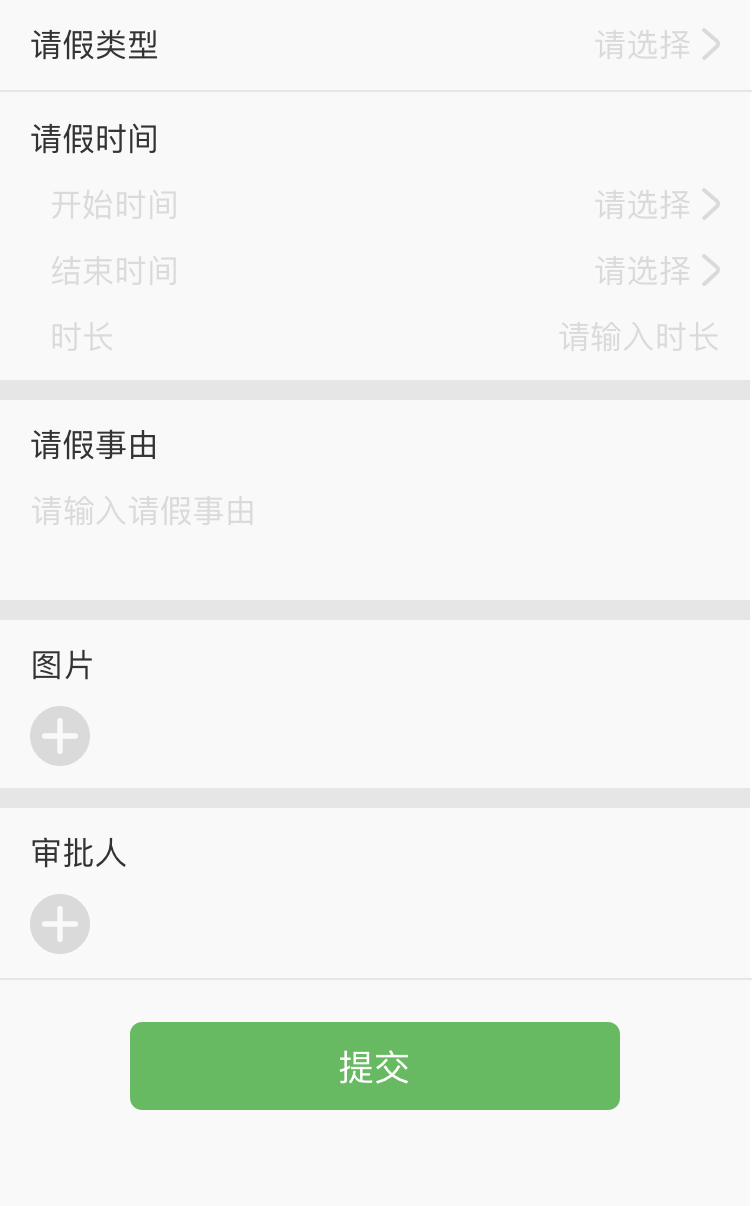 请假类型 请选择
请假时间
开始时间 请选择
结束时间 请选择
时长 请输入时长
请假事由
请输入请假事由
图片
审批人
提交